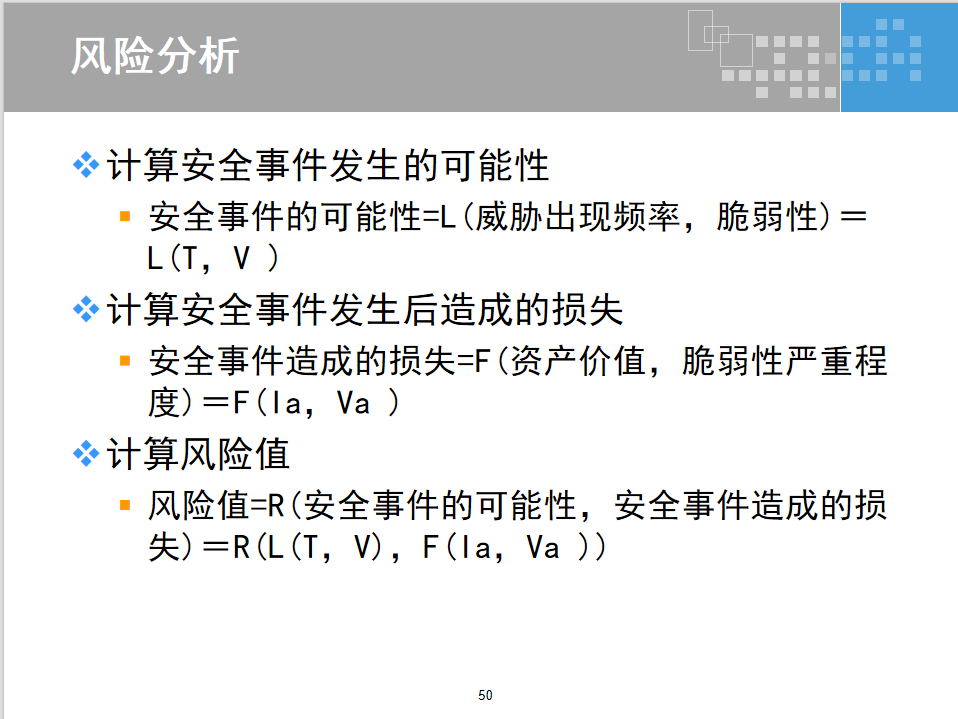 风险分析
计算安全事件发生的可能性
安全事件的可能性=L(威胁出现频率，脆弱性)＝
L(T，V )
计算安全事件发生后造成的损失
安全事件造成的损失=F(资产价值，脆弱性严重程
度)＝F(Ia，Va )
计算风险值
风险值=R(安全事件的可能性，安全事件造成的损
失)＝R(L(T，V)，F(Ia，Va ))
50